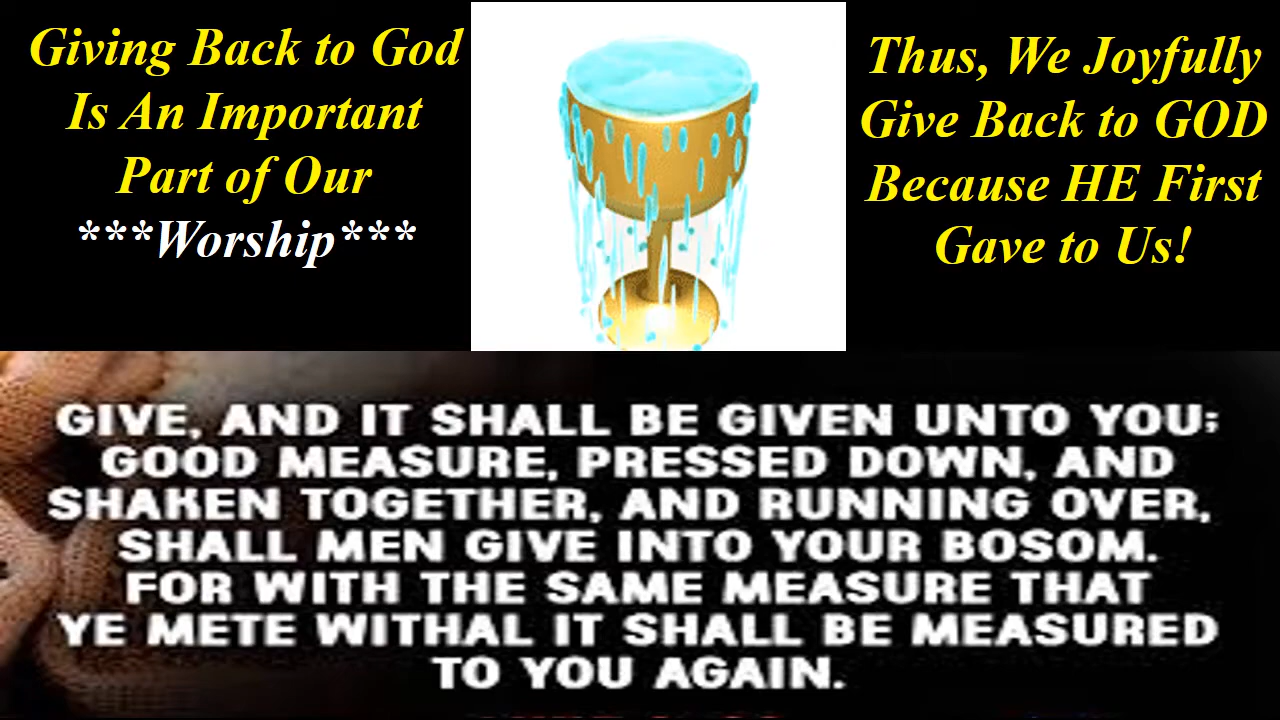 Giving Back to God
Is An Important
Part of Our
***Worship***
Thus, We Joyfully
Give Back to GOD
Because HE First
Gave to Us!
GIVE, AND IT SHALL BE GIVEN UNTO YOU;
GOOD MEASURE, PRESSED DOWN, AND
SHAKEN TOGETHER, AND RUNNING OVER,
SHALL MEN GIVE INTO YOUR BOSOM.
FOR WITH THE SAME MEASURE THAT
YE METE WITHAL IT SHALL BE MEASURED
TO YOU AGAIN.